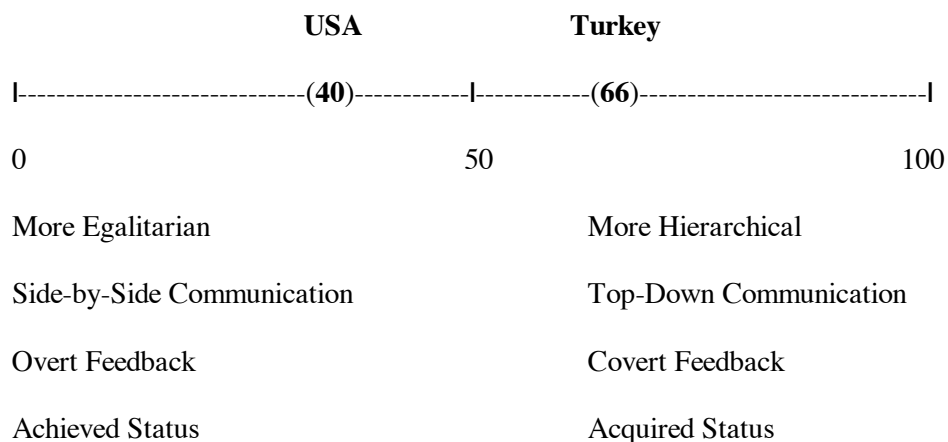 USA Turkey
|------------------------------(40)------------|------------(66)------------------------------|
0 50 100
More Egalitarian More Hierarchical
Side-by-Side Communication Top-Down Communication
Overt Feedback Covert Feedback
Achieved Status Acquired Status